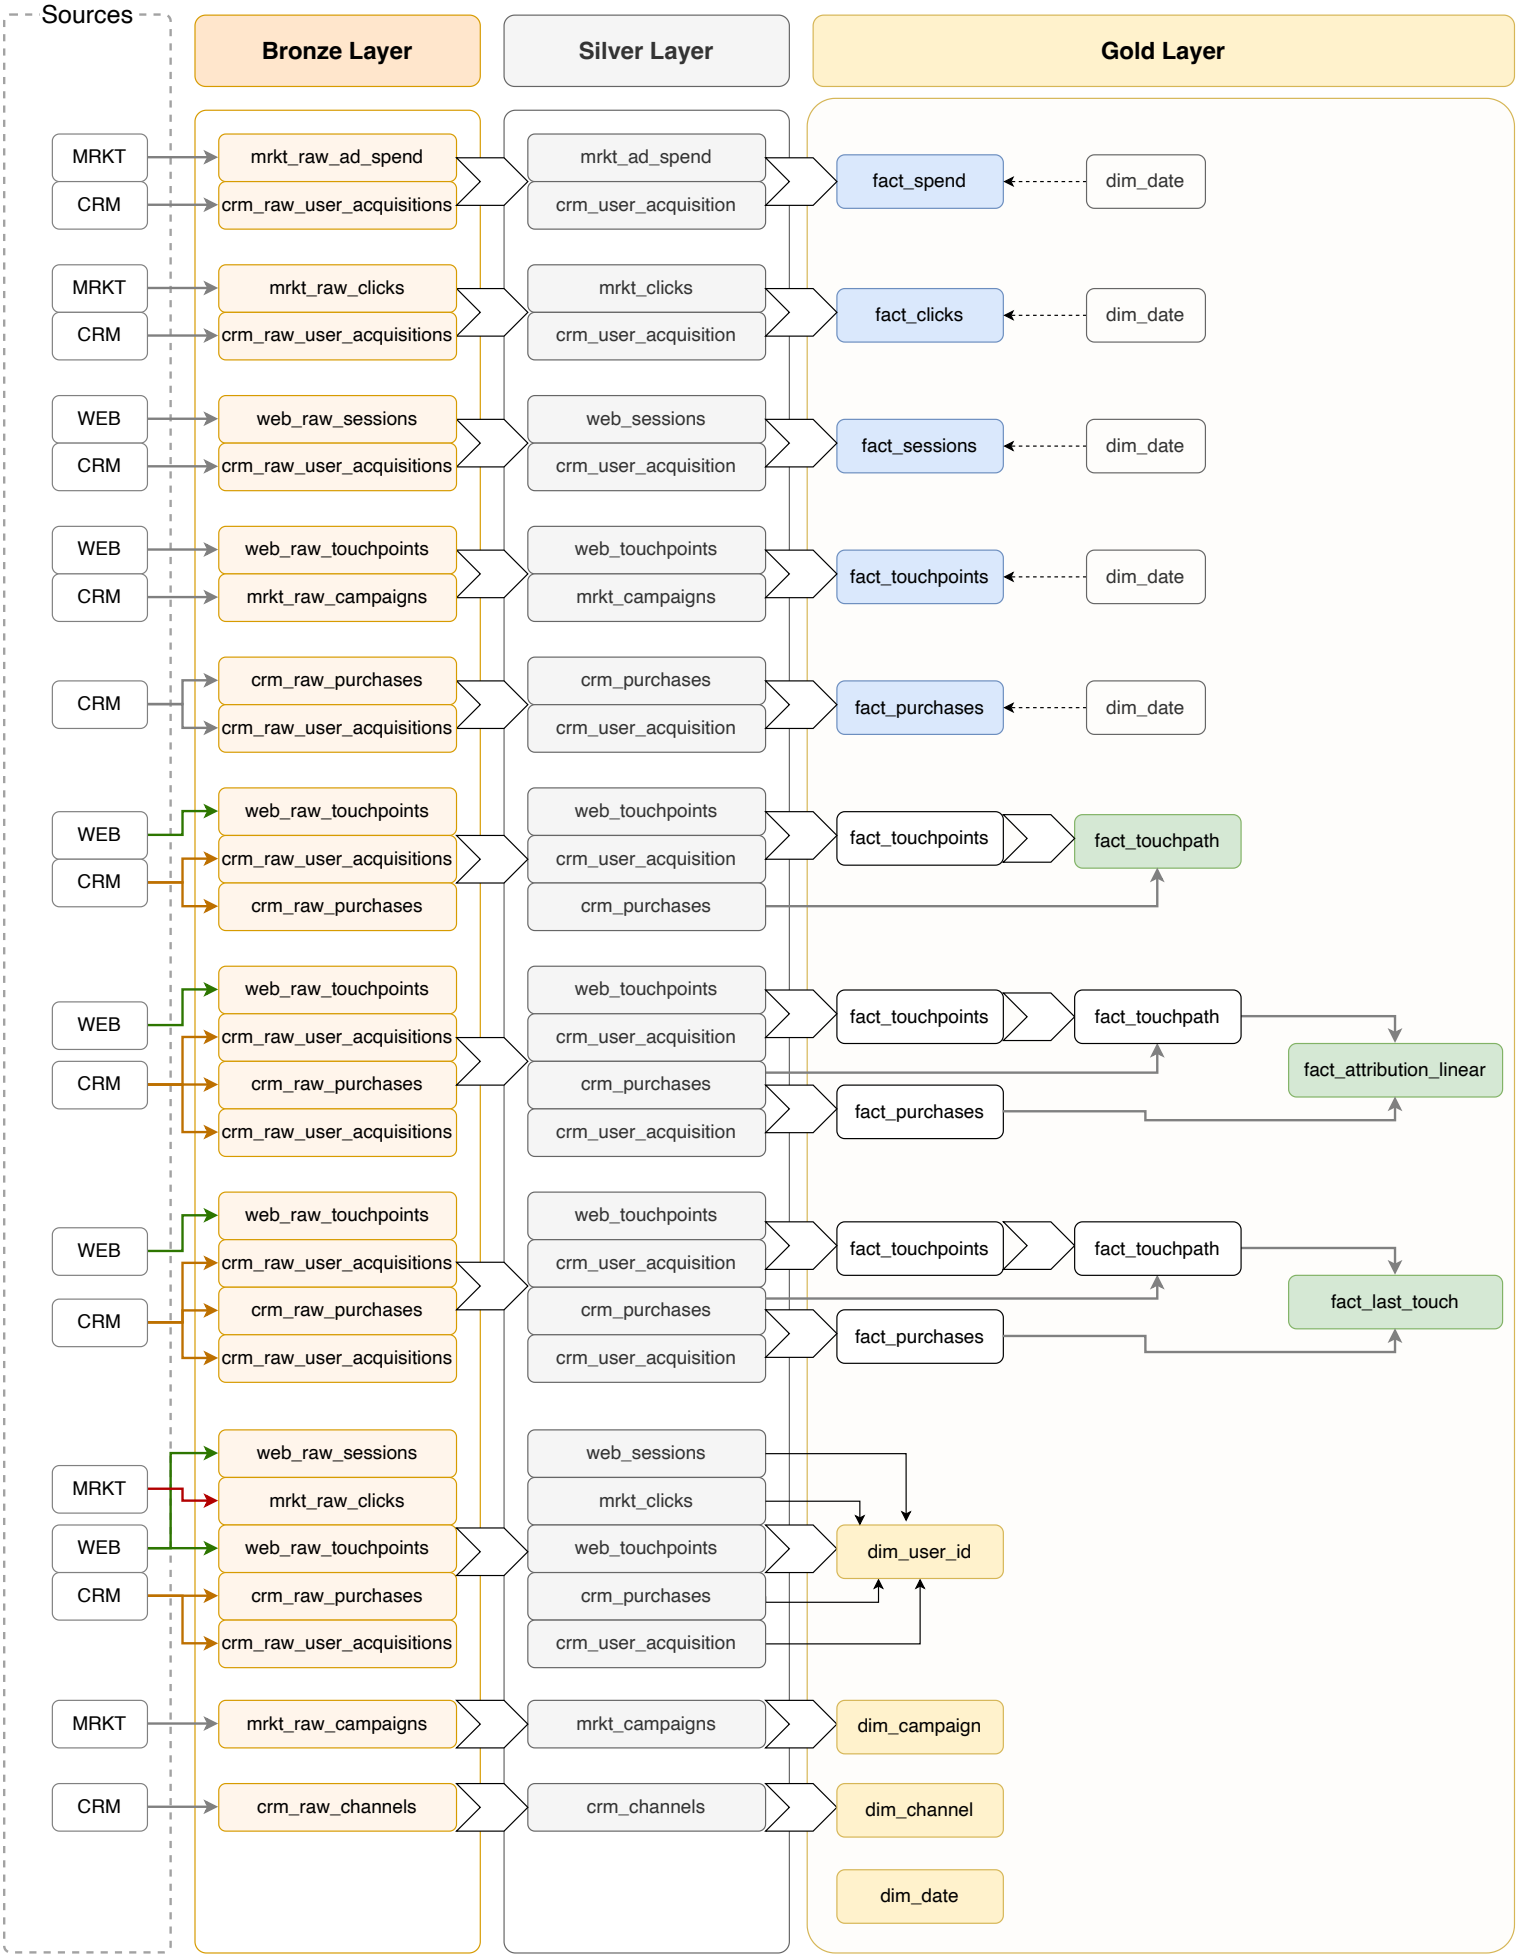 Sources
Bronze Layer
Silver Layer
Gold Layer
MRKT
mrkt_raw_ad_spend
mrkt_ad_spend
fact_spend
dim_date
CRM
crm_raw_user_acquisitions
crm_user_acquisition
MRKT
mrkt_raw_clicks
mrkt_clicks
fact_clicks
dim_date
CRM
crm_raw_user_acquisitions
crm_user_acquisition
WEB
web_raw_sessions
web_sessions
fact_sessions
dim_date
CRM
crm_raw_user_acquisitions
crm_user_acquisition
WEB
web_raw_touchpoints
web_touchpoints
fact_touchpoints
dim_date
CRM
mrkt_raw_campaigns
mrkt_campaigns
CRM
crm_raw_purchases
crm_purchases
fact_purchases
dim_date
crm_raw_user_acquisitions
crm_user_acquisition
WEB
web_raw_touchpoints
web_touchpoints
fact_touchpoints
fact_touchpath
CRM
crm_raw_user_acquisitions
crm_user_acquisition
crm_raw_purchases
crm_purchases
WEB
web_raw_touchpoints
web_touchpoints
fact_touchpoints
fact_touchpath
crm_raw_user_acquisitions
crm_user_acquisition
fact_attribution_linear
CRM
crm_raw_purchases
crm_purchases
fact_purchases
crm_raw_user_acquisitions
crm_user_acquisition
WEB
web_raw_touchpoints
web_touchpoints
fact_touchpoints
fact_touchpath
crm_raw_user_acquisitions
crm_user_acquisition
fact_last_touch
CRM
crm_raw_purchases
crm_purchases
fact_purchases
crm_raw_user_acquisitions
crm_user_acquisition
web_raw_sessions
web_sessions
MRKT
mrkt_raw_clicks
mrkt_clicks
WEB
web_raw_touchpoints
web_touchpoints
dim_user_id
CRM
crm_raw_purchases
crm_purchases
crm_raw_user_acquisitions
crm_user_acquisition
MRKT
mrkt_raw_campaigns
mrkt_campaigns
dim_campaign
CRM
crm_raw_channels
crm_channels
dim_channel
dim_date